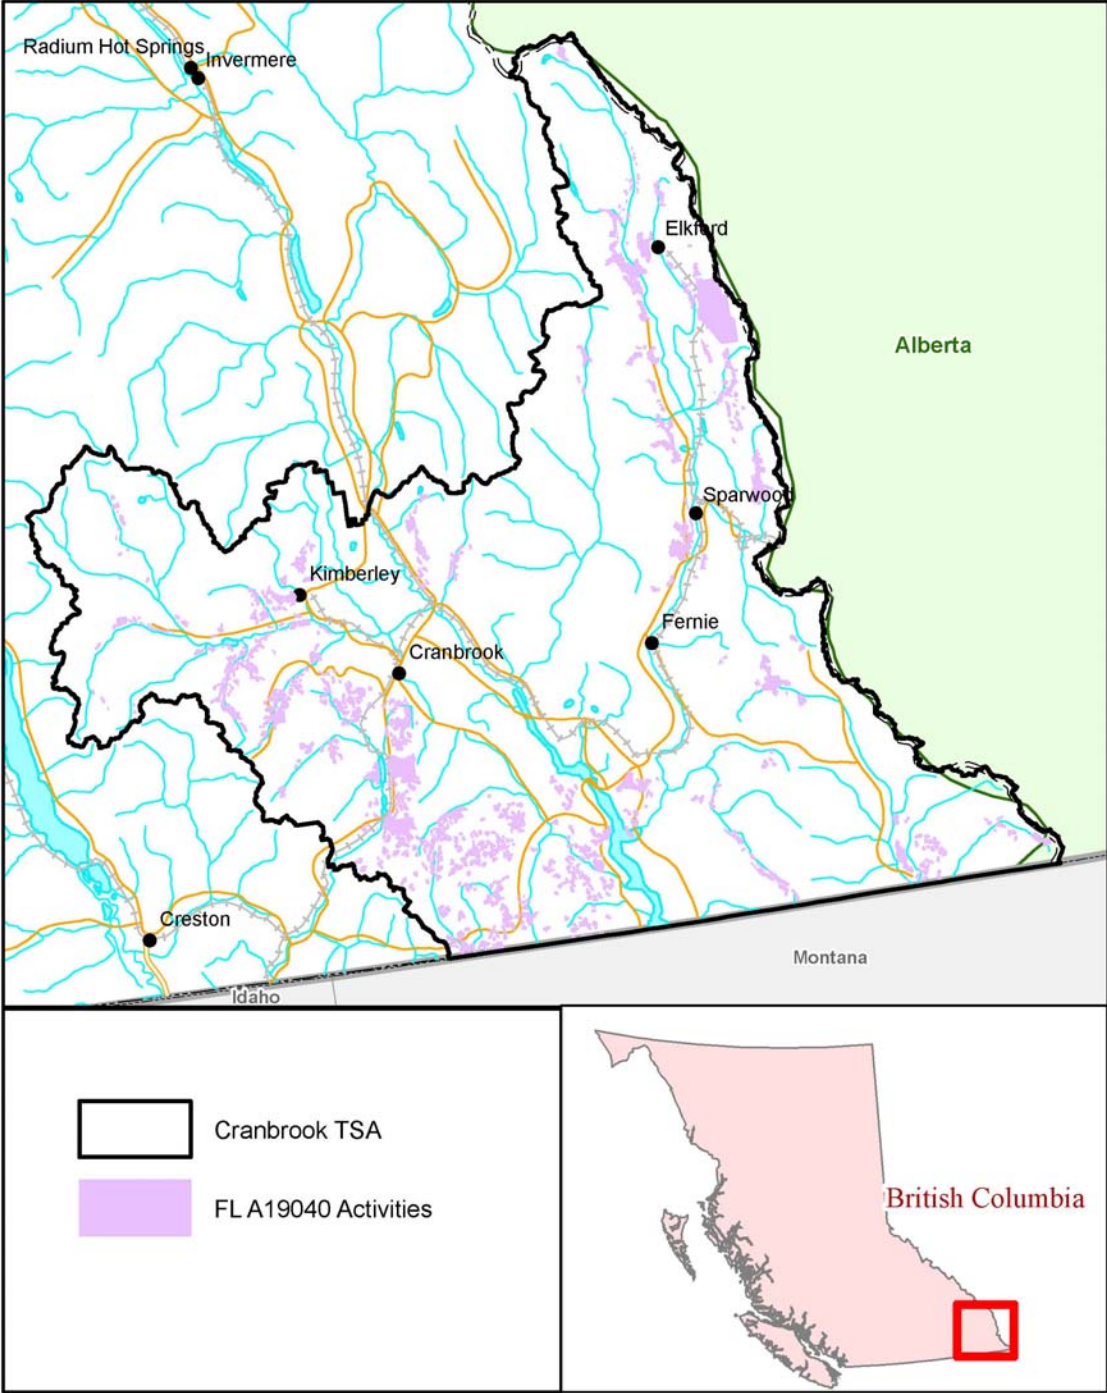 Radium Hot Springs
Invermere
Elkford
Alberta
Sparwood
Kimberley
Fernie
Cranbrook
Creston
Montana
Idaho
Cranbrook TSA
FL A19040 Activities
British Columbia